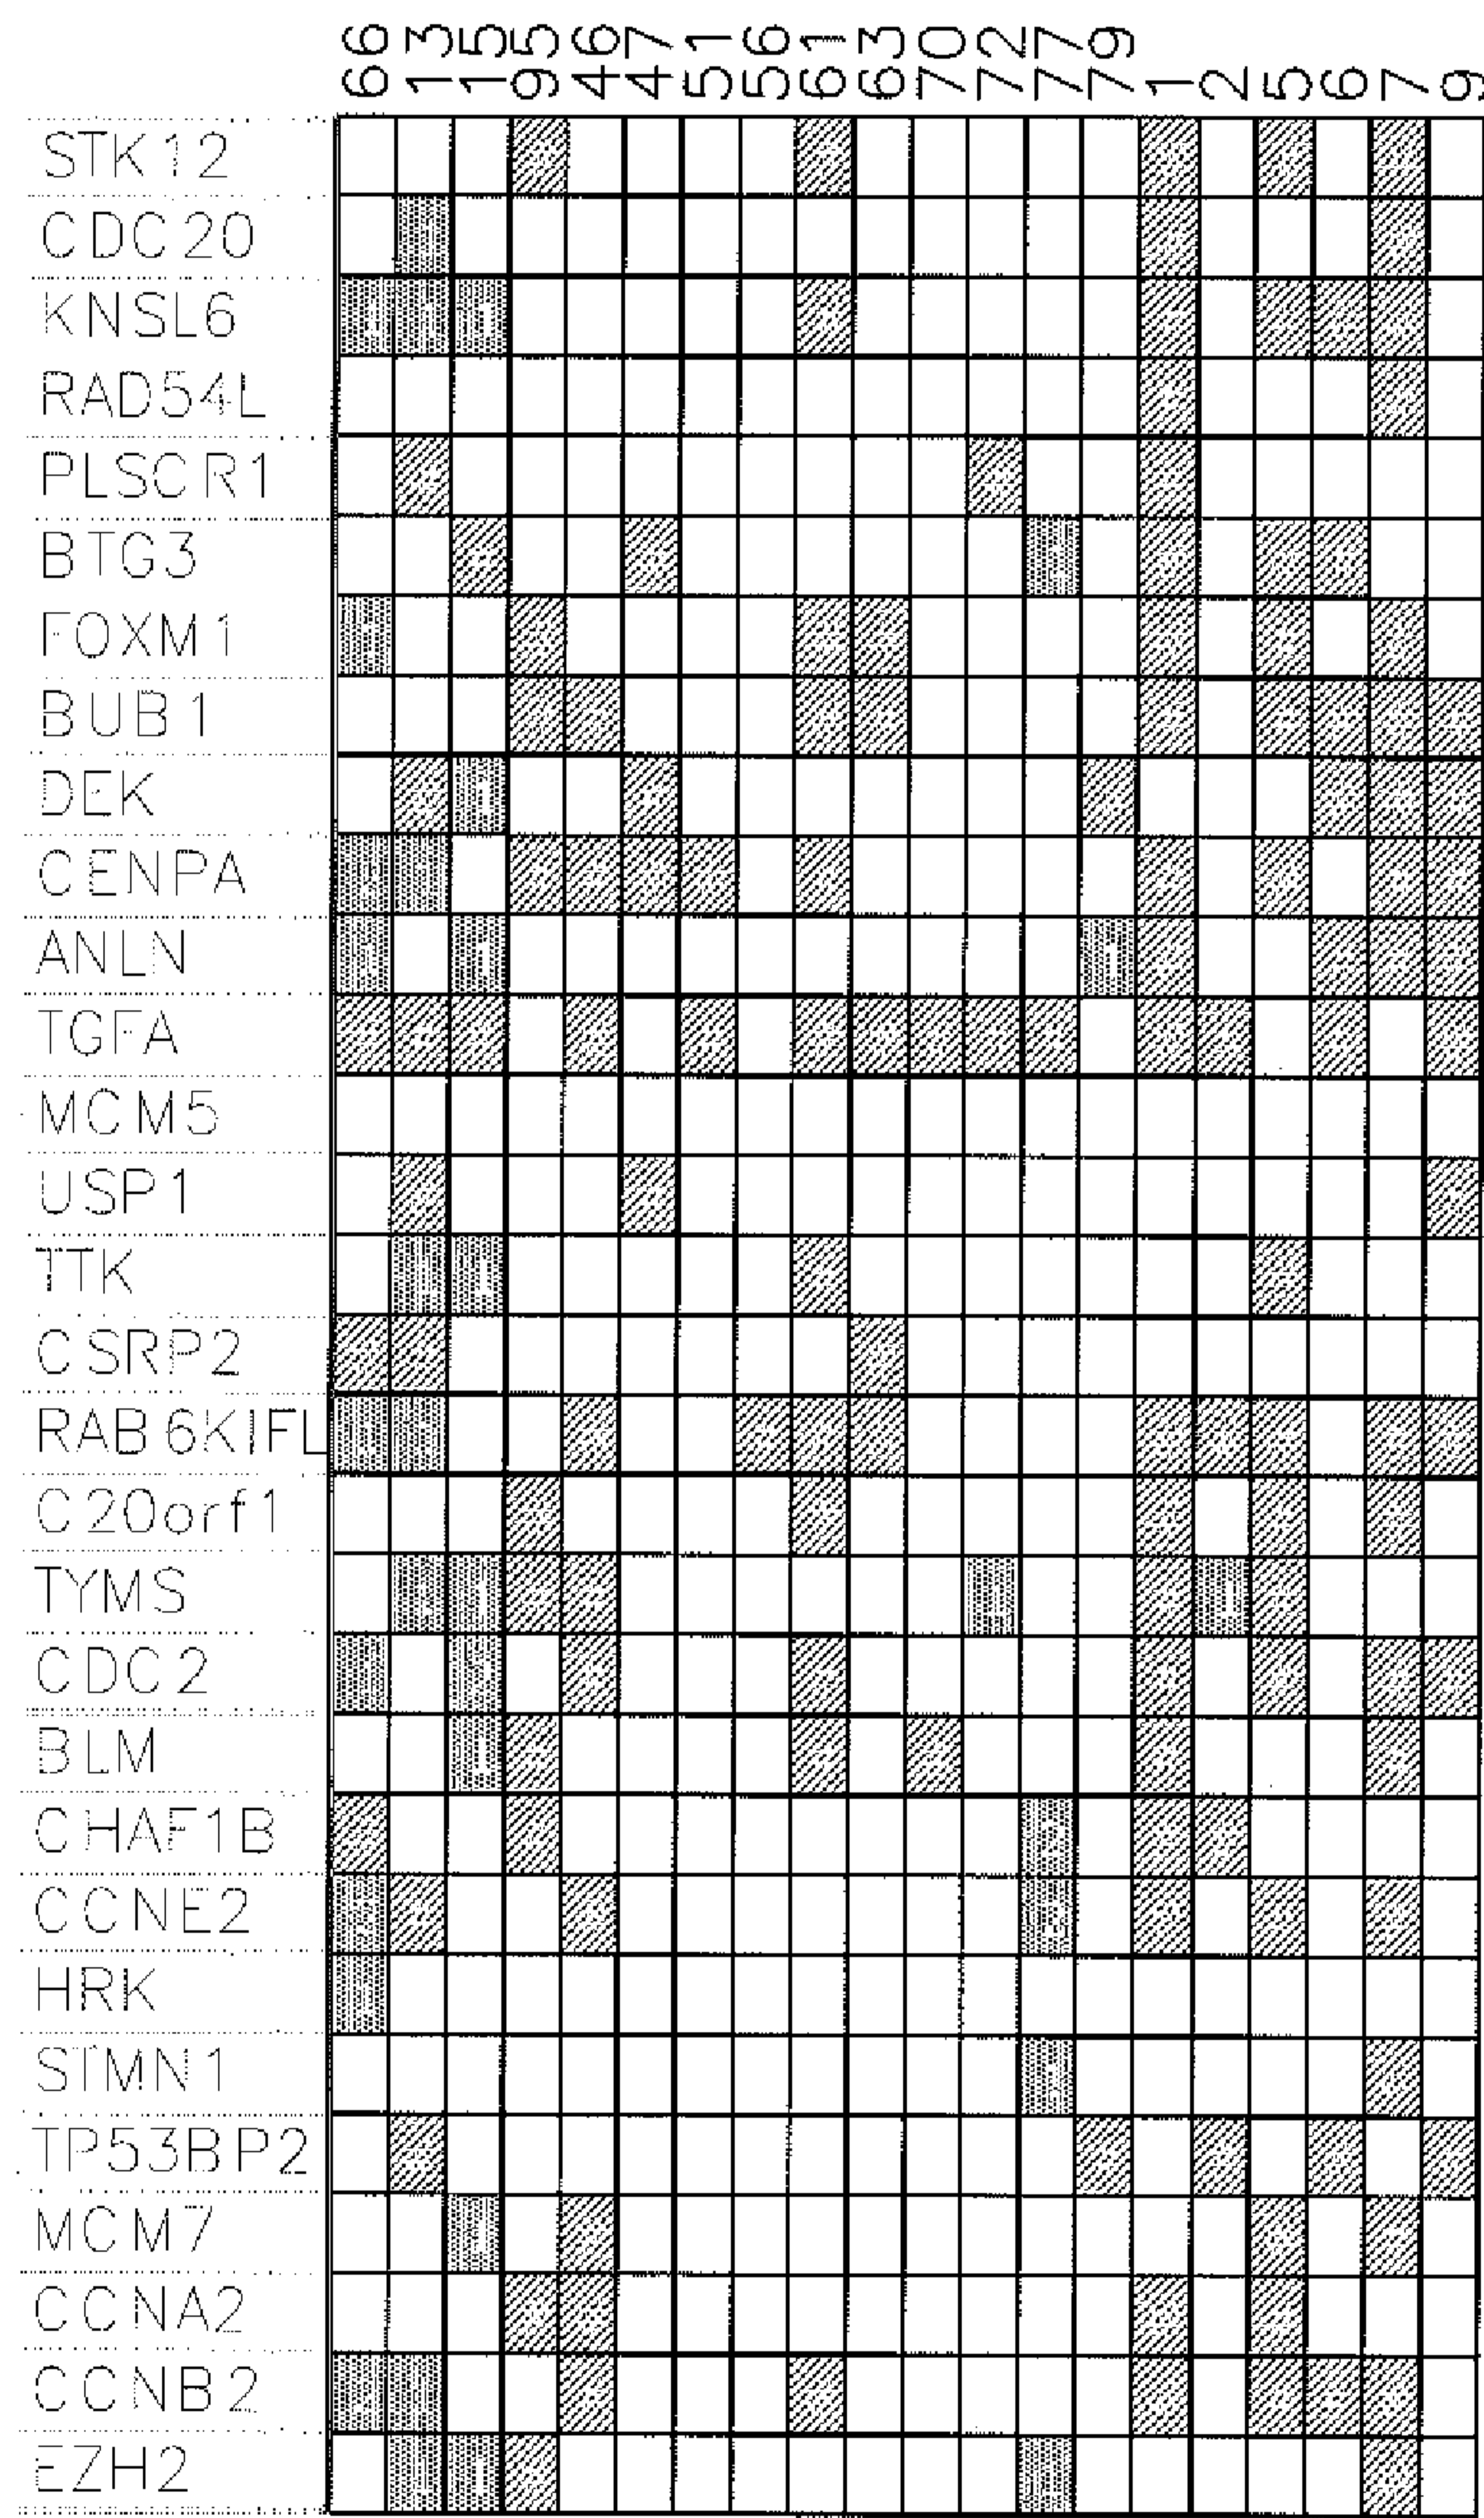 66 13 15 95 46 47 51 56 61 63 70 72 77 79 1 2 5 6 7 9
STK12
CDC20
KNSL6
RAD54L
PLSCR1
BTG3
FOXM1
BUB1
DEK
CENPA
ANLN
TGFA
MCM5
USP1
TTK
CSRP2
RAB6KIFL
C20orf1
TYMS
CDC2
BLM
CHAF1B
CCNE2
HRK
STMN1
TP53BP2
MCM7
CCNA2
CCNB2
EZH2